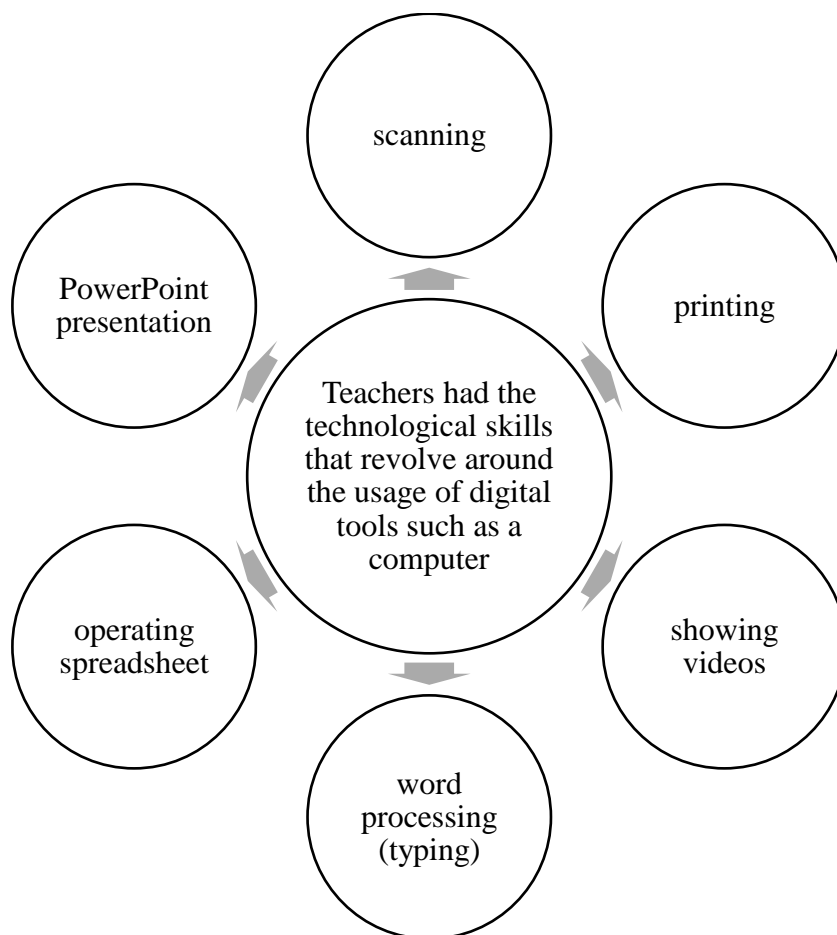 scanning
PowerPoint
presentation
printing
Teachers had the
technological skills
that revolve around
the usage of digital
tools such as a
computer
operating
spreadsheet
showing
videos
word
processing
(typing)